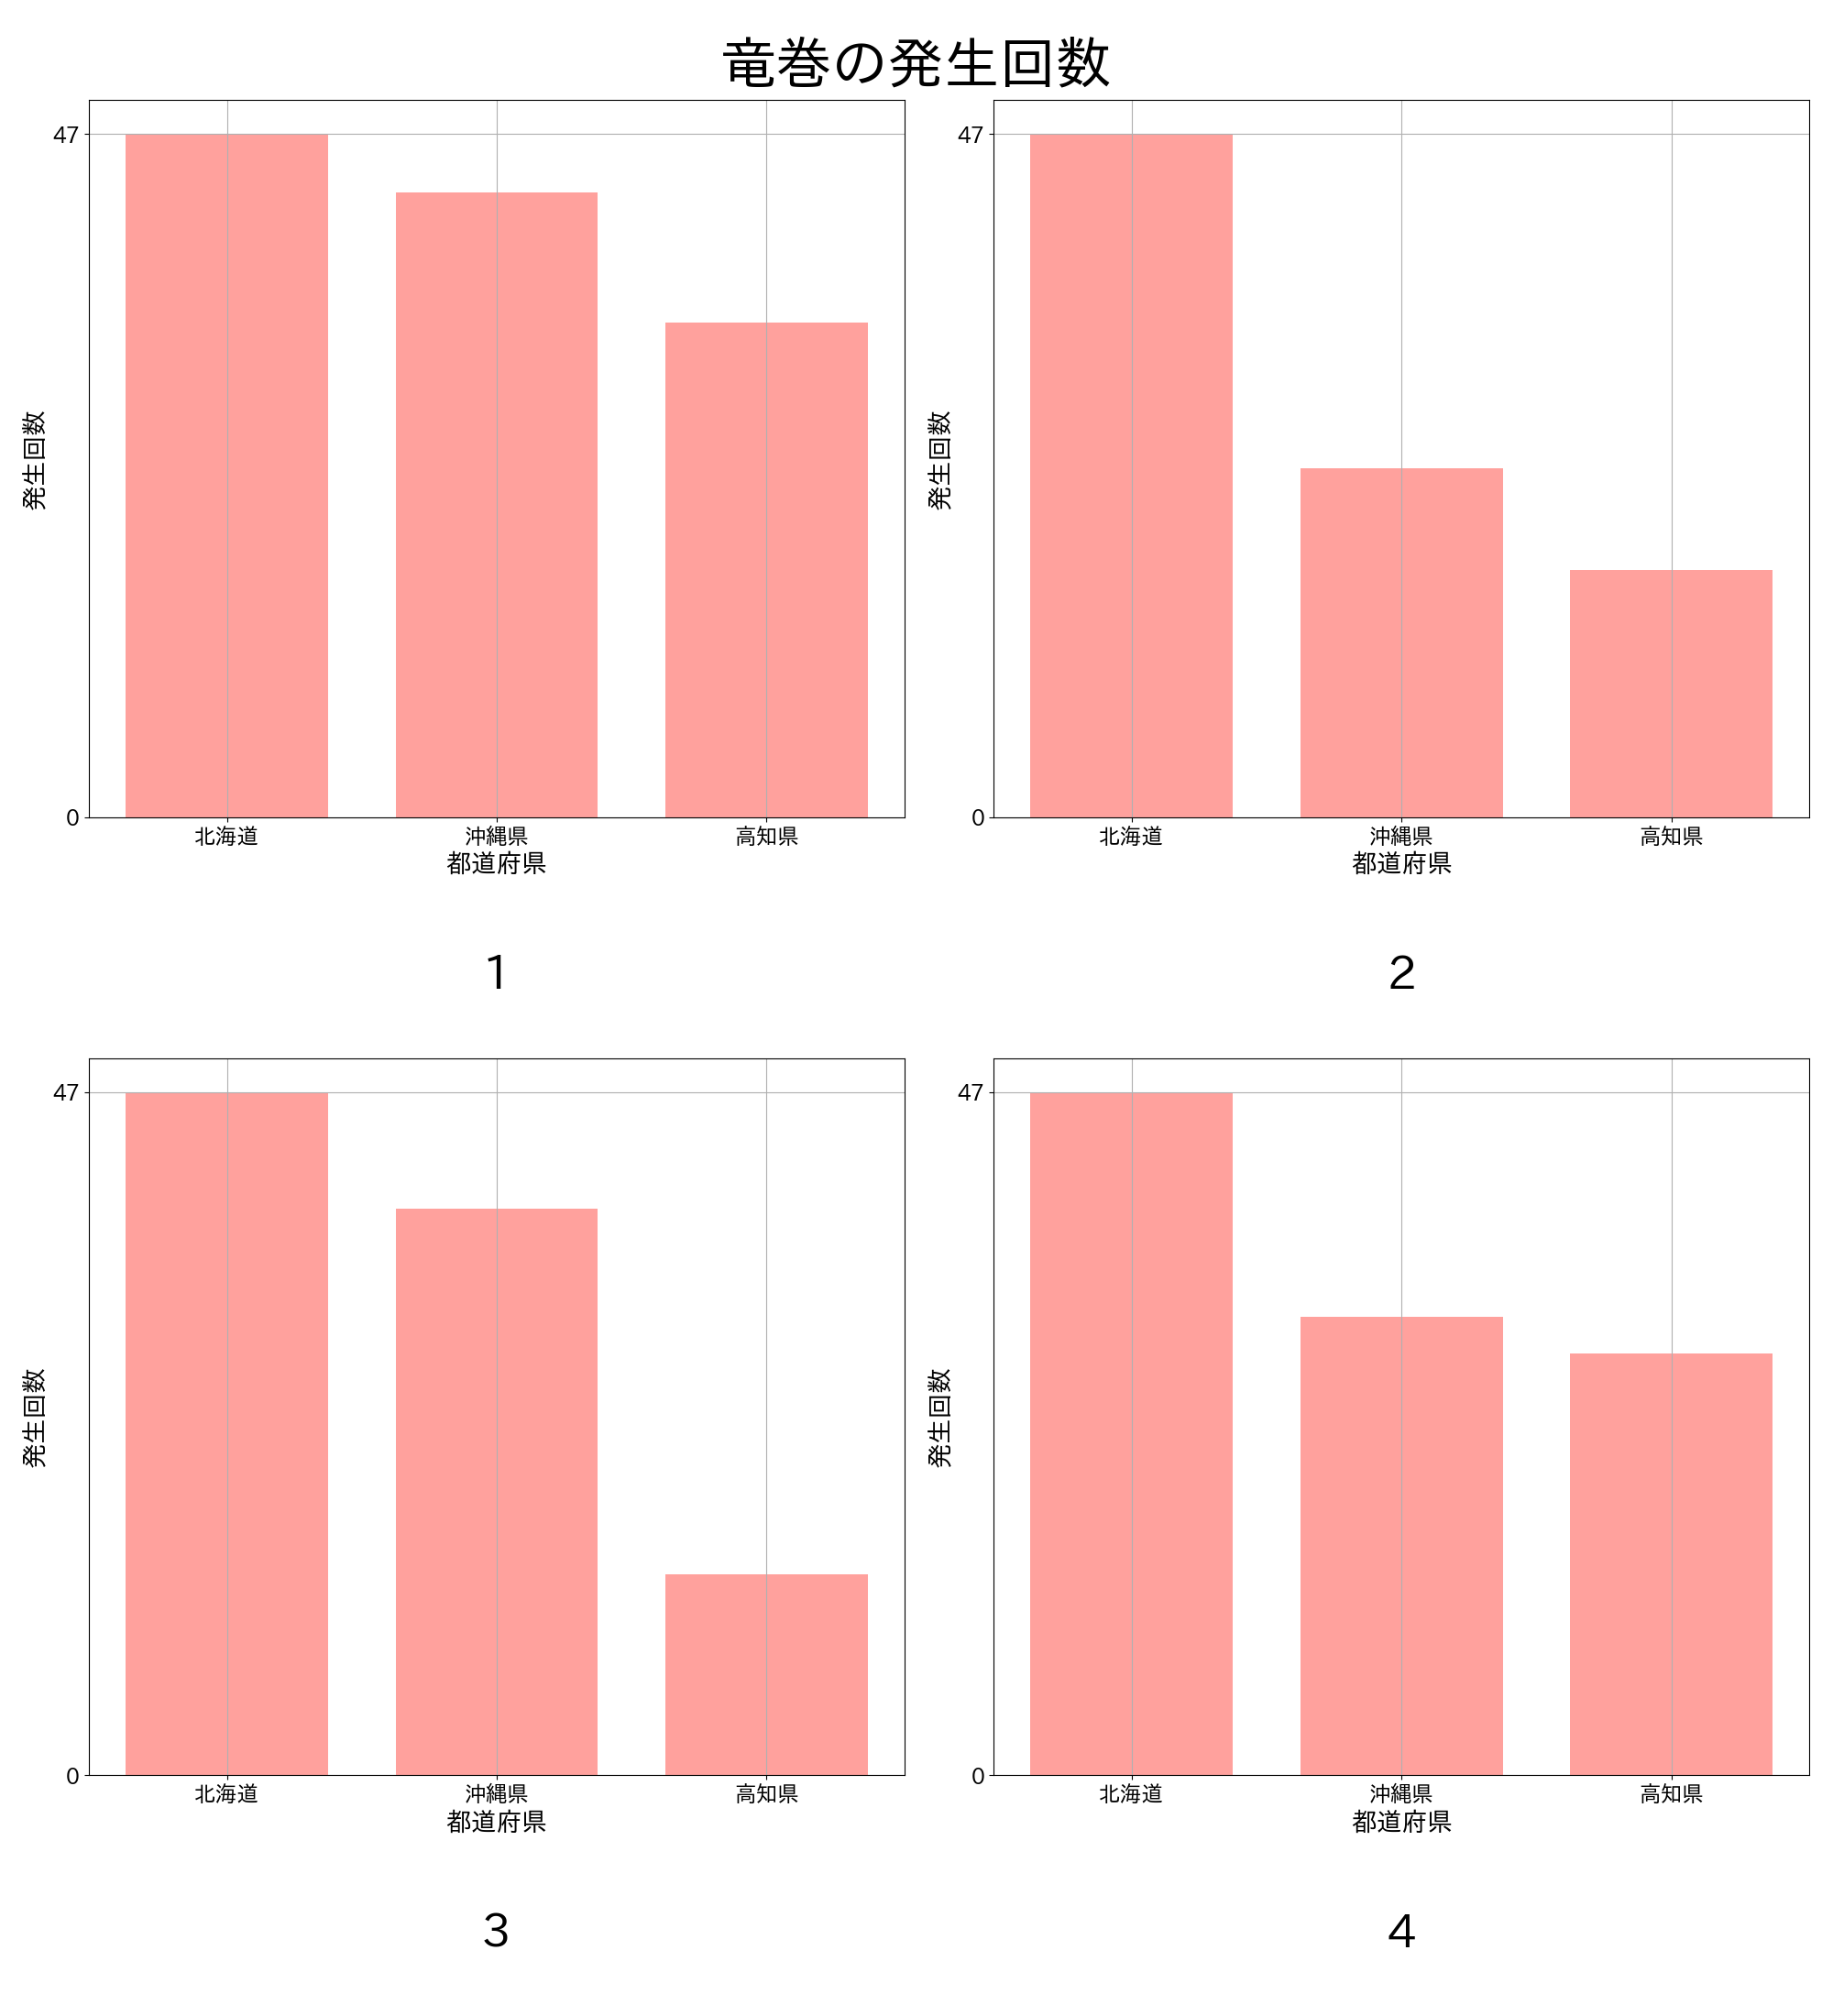 竜巻の発生回数
47
0
発生回数
北海道 沖縄県 高知県
都道府県
1
47
0
発生回数
北海道 沖縄県 高知県
都道府県
2
47
0
発生回数
北海道 沖縄県 高知県
都道府県
3
47
0
発生回数
北海道 沖縄県 高知県
都道府県
4